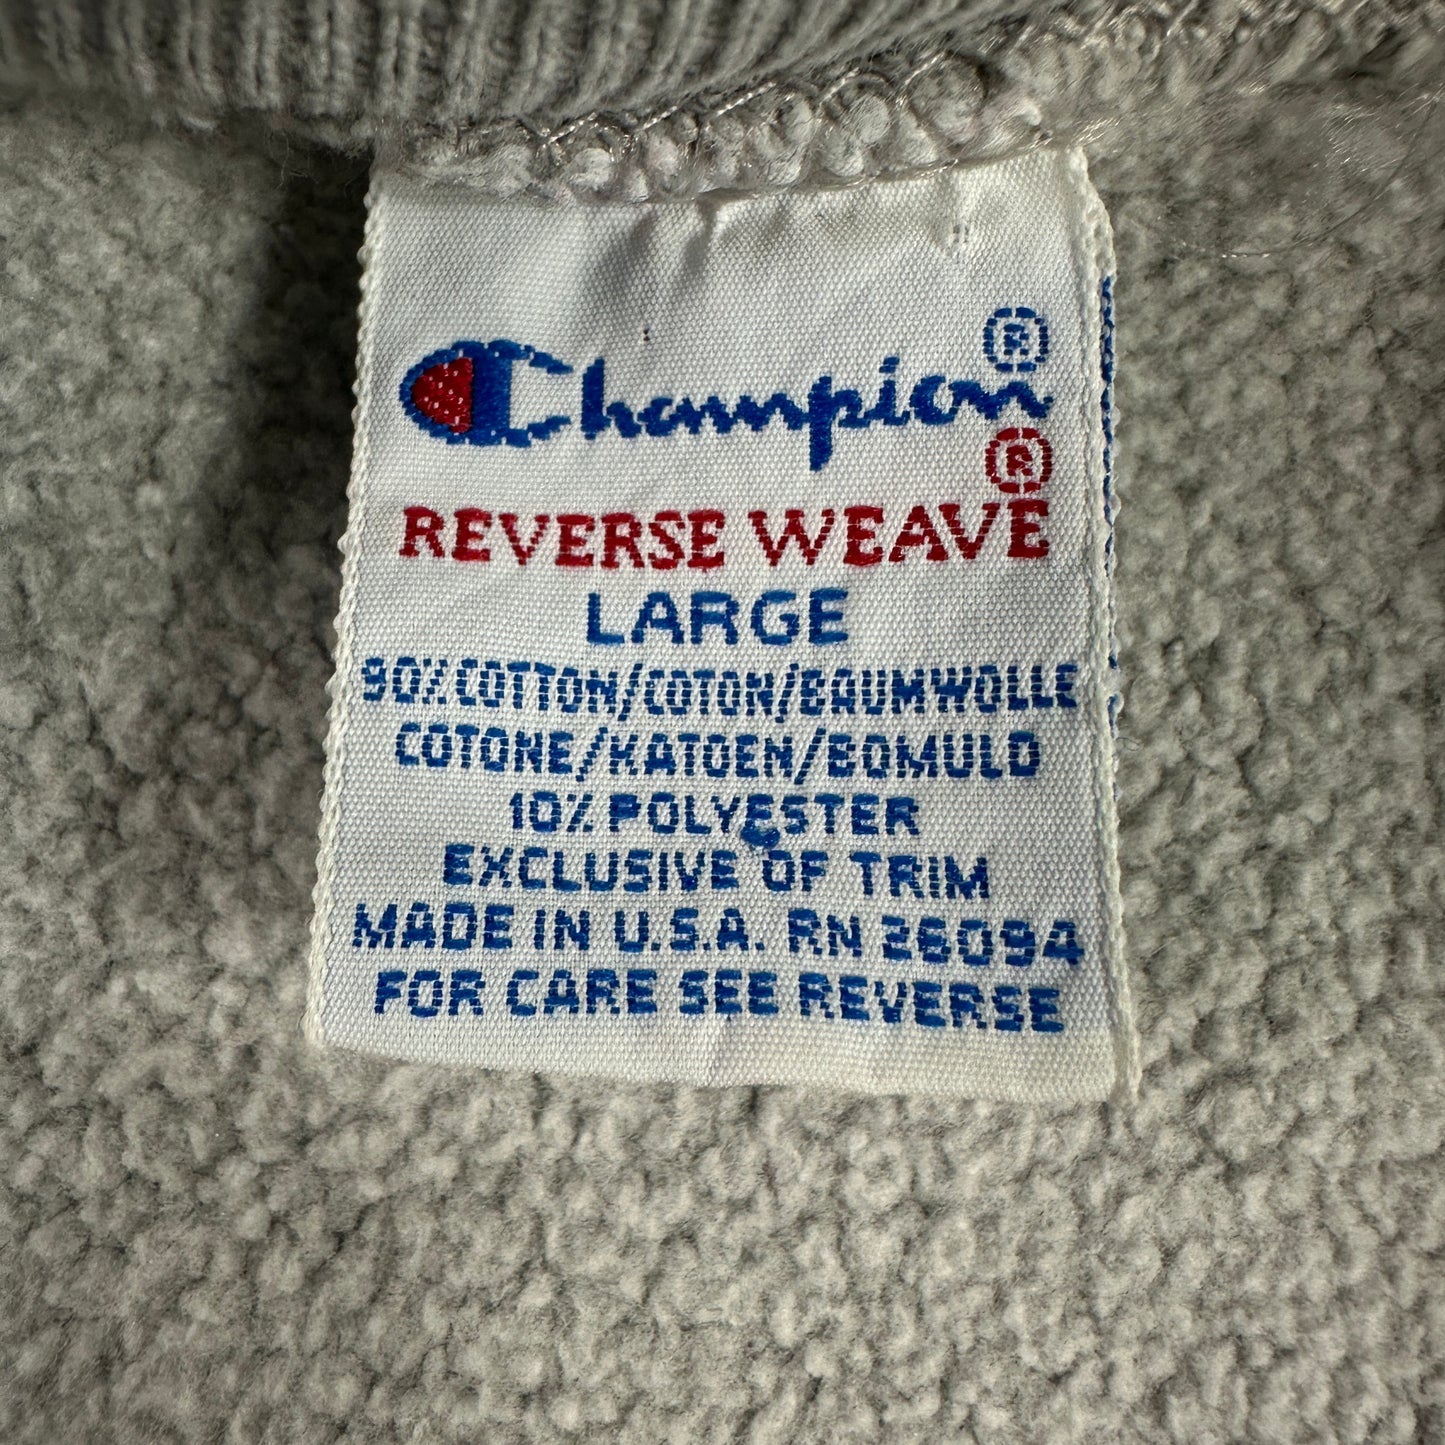 Champion®
REVERSE WEAVE®
LARGE
90% COTTON/COTON/BAUMWOLLE
COTONE/KATOEN/BOMULD
10% POLYESTER
EXCLUSIVE OF TRIM
MADE IN U.S.A. RN 26094
FOR CARE SEE REVERSE